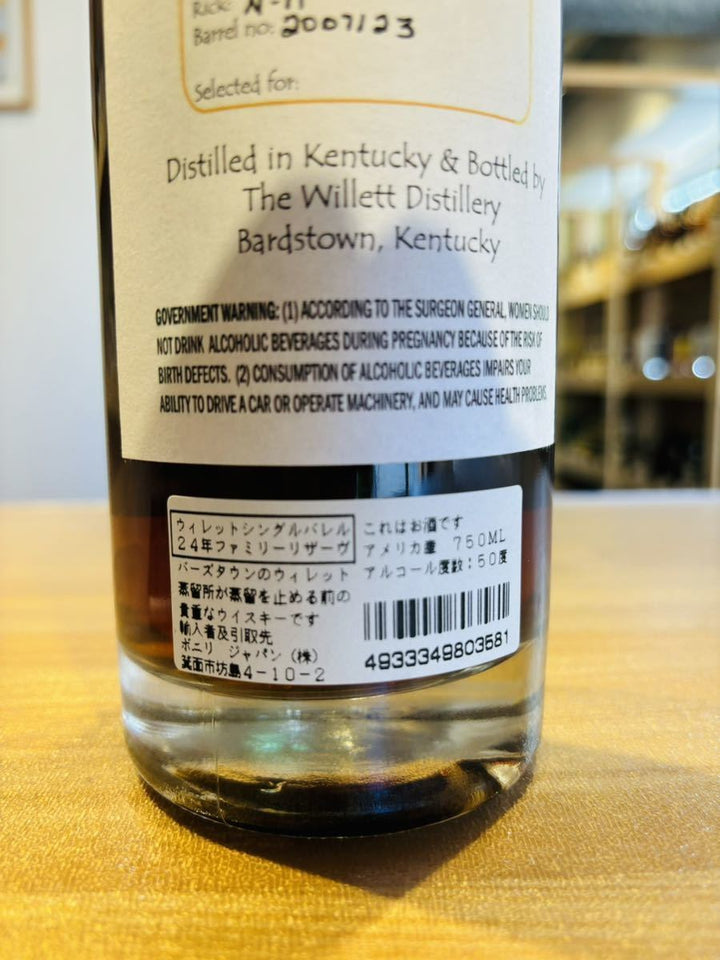 Rick: N-11
Barrel no: 2007123
Selected for:
Distilled in Kentucky & Bottled by
The Willett Distillery
Bardstown, Kentucky
GOVERNMENT WARNING: (1) ACCORDING TO THE SURGEON GENERAL, WOMEN SHOULD
NOT DRINK ALCOHOLIC BEVERAGES DURING PREGNANCY BECAUSE OF THE RISK OF
BIRTH DEFECTS. (2) CONSUMPTION OF ALCOHOLIC BEVERAGES IMPAIRS YOUR
ABILITY TO DRIVE A CAR OR OPERATE MACHINERY, AND MAY CAUSE HEALTH PROBLEMS.
ウィレットシングルバレル
24年ファミリーリザーヴ
バーズタウンのウィレット
蒸留所が蒸留を止める前の
貴重なウイスキーです
輸入者及引取先
ボニリ ジャパン(株)
箕面市坊島4-10-2
これはお酒です
アメリカ産 750ML
アルコール度数:50度
4933349803581